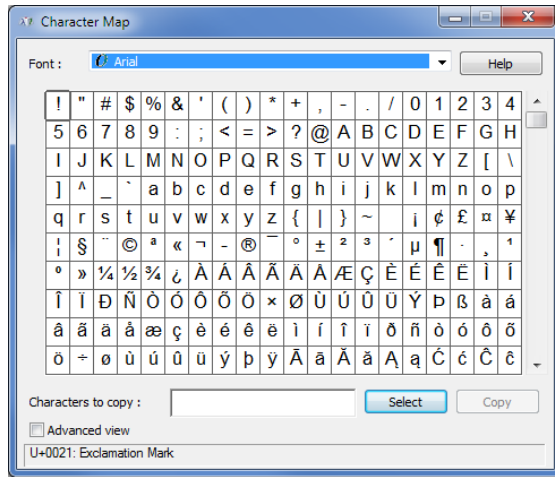 Character Map
Font : Arial Help
! " # $ % & ' ( ) * + , - . / 0 1 2 3 4
5 6 7 8 9 : ; < = > ? @ A B C D E F G H
I J K L M N O P Q R S T U V W X Y Z [ \
] ^ _ ` a b c d e f g h i j k l m n o p
q r s t u v w x y z { | } ~   ¡ ¢ £ ¤ ¥
¦ § ¨ © ª « ¬ - ® ¯ ° ± ² ³ ´ µ ¶ · ¸ ¹
º » ¼ ½ ¾ ¿ À Á Â Ã Ä Å Æ Ç È É Ê Ë Ì Í
Î Ï Ð Ñ Ò Ó Ô Õ Ö × Ø Ù Ú Û Ü Ý Þ ß à á
â ã ä å æ ç è é ê ë ì í î ï ð ñ ò ó ô õ
ö ÷ ø ù ú û ü ý þ ÿ Ā ā Ă ă Ą ą Ć ć Ĉ ĉ
Characters to copy : Select Copy
Advanced view
U+0021: Exclamation Mark